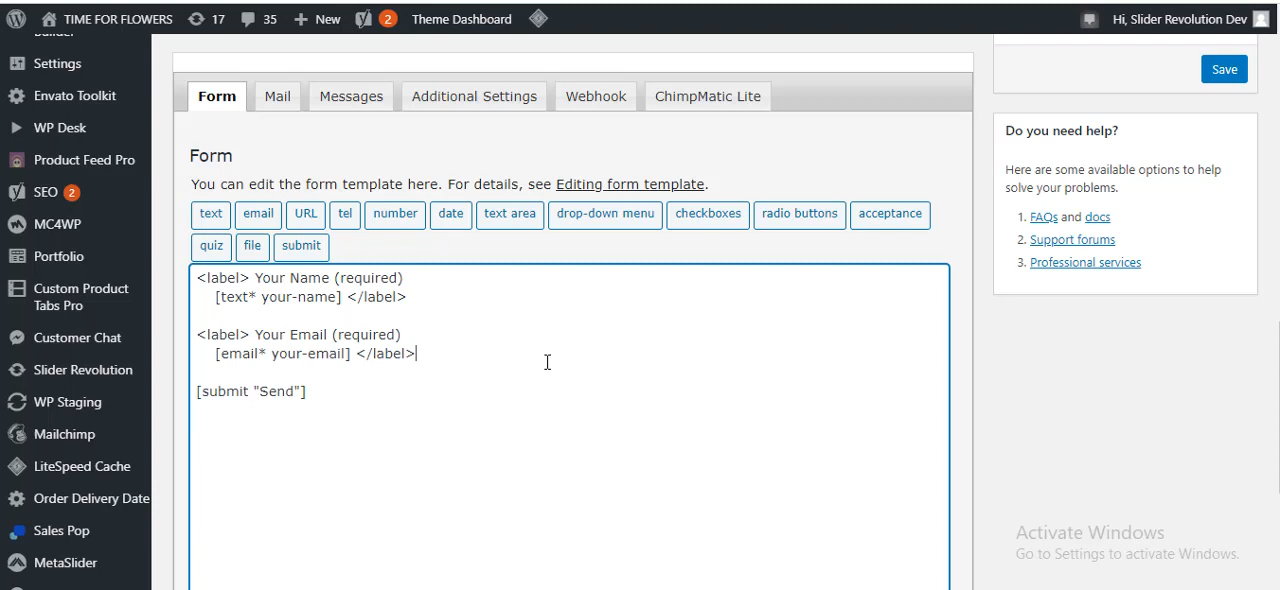 TIME FOR FLOWERS 17 35 New 2 Theme Dashboard Hi, Slider Revolution Dev
Settings
Envato Toolkit
WP Desk
Product Feed Pro
SEO 2
MC4WP
Portfolio
Custom Product
Tabs Pro
Customer Chat
Slider Revolution
WP Staging
Mailchimp
LiteSpeed Cache
Order Delivery Date
Sales Pop
MetaSlider
Form Mail Messages Additional Settings Webhook ChimpMatic Lite
Form
You can edit the form template here. For details, see Editing form template.
text email URL tel number date text area drop-down menu checkboxes radio buttons acceptance
quiz file submit
<label> Your Name (required)
[text* your-name] </label>
<label> Your Email (required)
[email* your-email] </label>
[submit "Send"]
Save
Do you need help?
Here are some available options to help
solve your problems.
1. FAQs and docs
2. Support forums
3. Professional services
Activate Windows
Go to Settings to activate Windows.